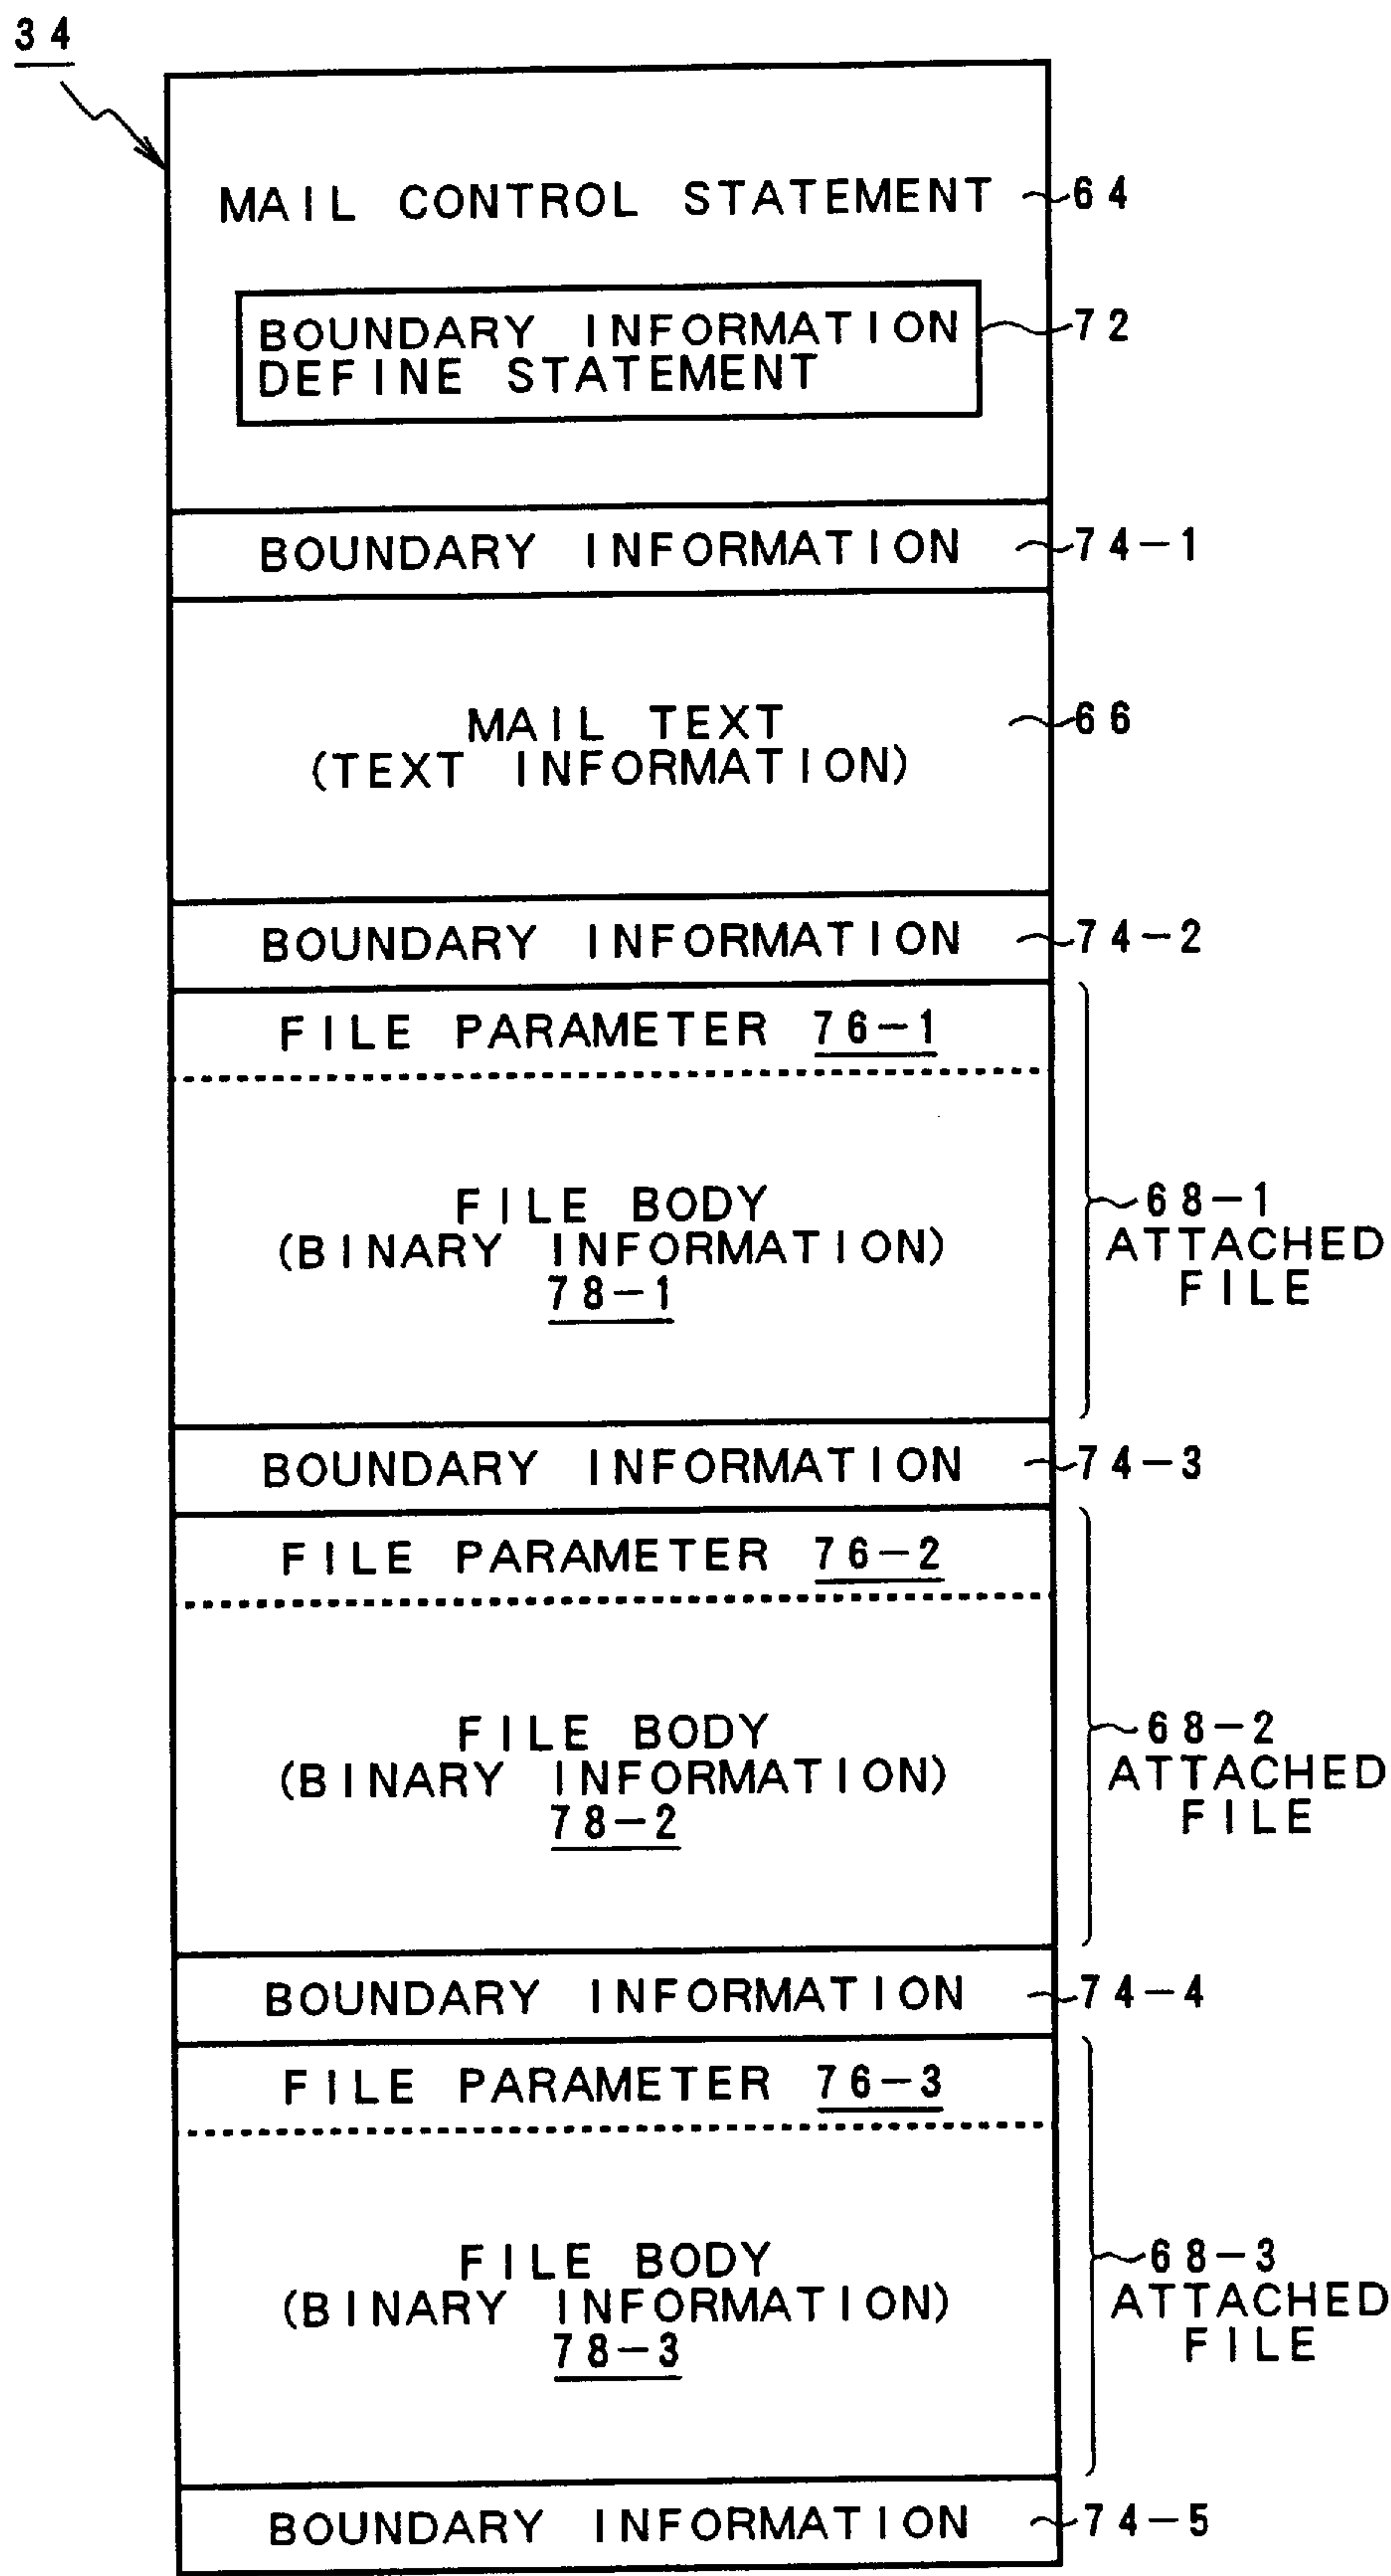 34
MAIL CONTROL STATEMENT 64
BOUNDARY INFORMATION 72
DEFINE STATEMENT
BOUNDARY INFORMATION 74-1
MAIL TEXT 66
(TEXT INFORMATION)
BOUNDARY INFORMATION 74-2
FILE PARAMETER 76-1
FILE BODY 68-1
(BINARY INFORMATION) ATTACHED
78-1 FILE
BOUNDARY INFORMATION 74-3
FILE PARAMETER 76-2
FILE BODY 68-2
(BINARY INFORMATION) ATTACHED
78-2 FILE
BOUNDARY INFORMATION 74-4
FILE PARAMETER 76-3
FILE BODY 68-3
(BINARY INFORMATION) ATTACHED
78-3 FILE
BOUNDARY INFORMATION 74-5